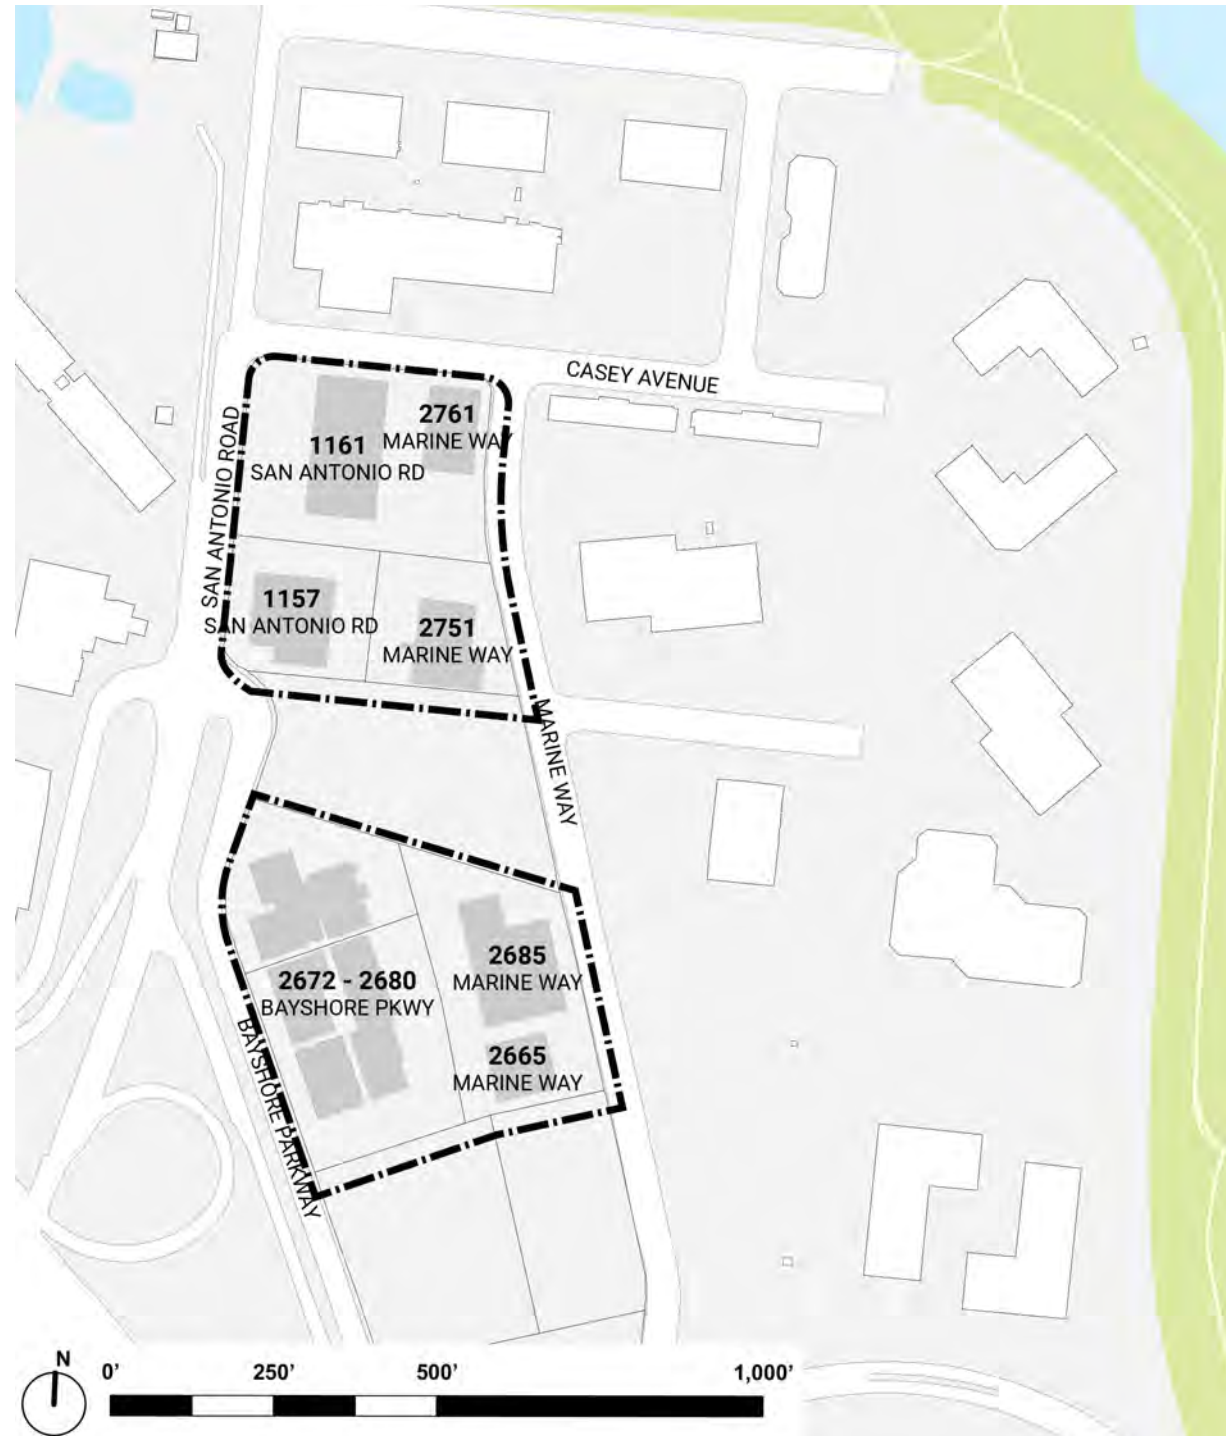 CASEY AVENUE
2761
MARINE WAY
1161
SAN ANTONIO RD
SAN ANTONIO ROAD
1157
SAN ANTONIO RD
2751
MARINE WAY
MARINE WAY
2685
MARINE WAY
2672 - 2680
BAYSHORE PKWY
2665
MARINE WAY
BAYSHORE PARKWAY
N
0' 250' 500' 1,000'